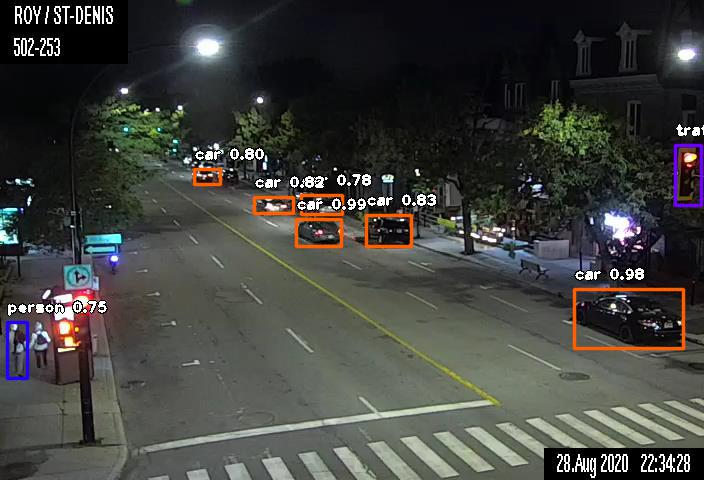 ROY / ST-DENIS
502-253
car 0.80
car 0.82
0.78
car 0.99
car 0.83
traf
car 0.98
person 0.75
28.Aug 2020 22:34:28